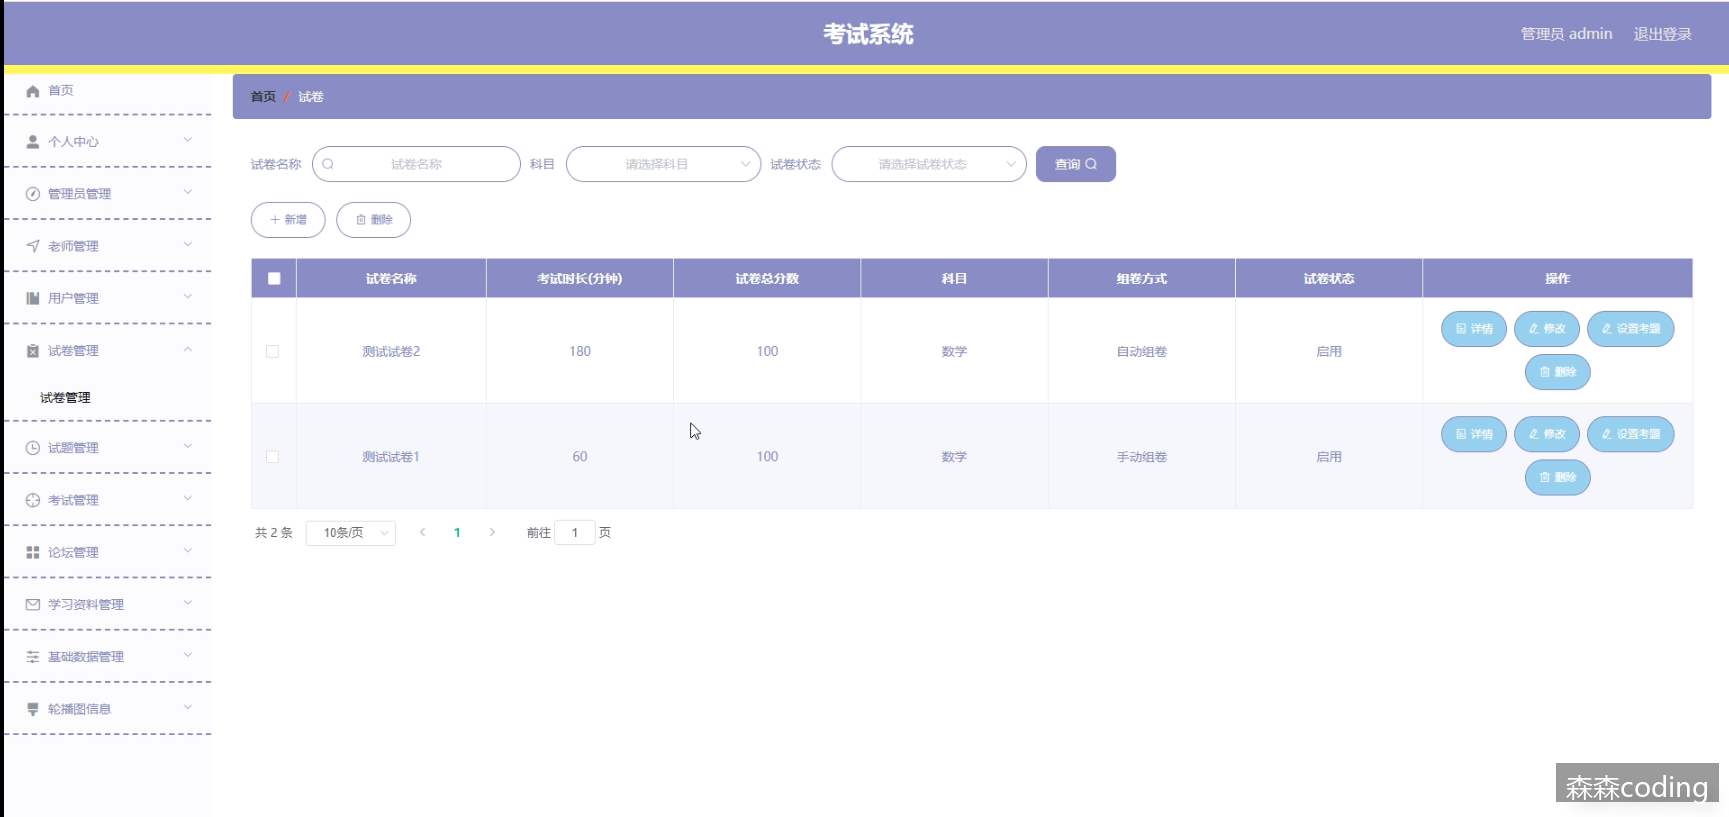 考试系统
管理员 admin 退出登录
首页
个人中心
管理员管理
老师管理
用户管理
试卷管理
试卷管理
试题管理
考试管理
论坛管理
学习资料管理
基础数据管理
轮播图信息
首页 / 试卷
试卷名称 试卷名称 科目 请选择科目 试卷状态 请选择试卷状态 查询
新增 删除
试卷名称 考试时长(分钟) 试卷总分数 科目 组卷方式 试卷状态 操作
测试试卷2 180 100 数学 自动组卷 启用 详情 修改 设置考题
删除
测试试卷1 60 100 数学 手动组卷 启用 详情 修改 设置考题
删除
共 2 条 10条/页 1 前往 1 页
森森coding